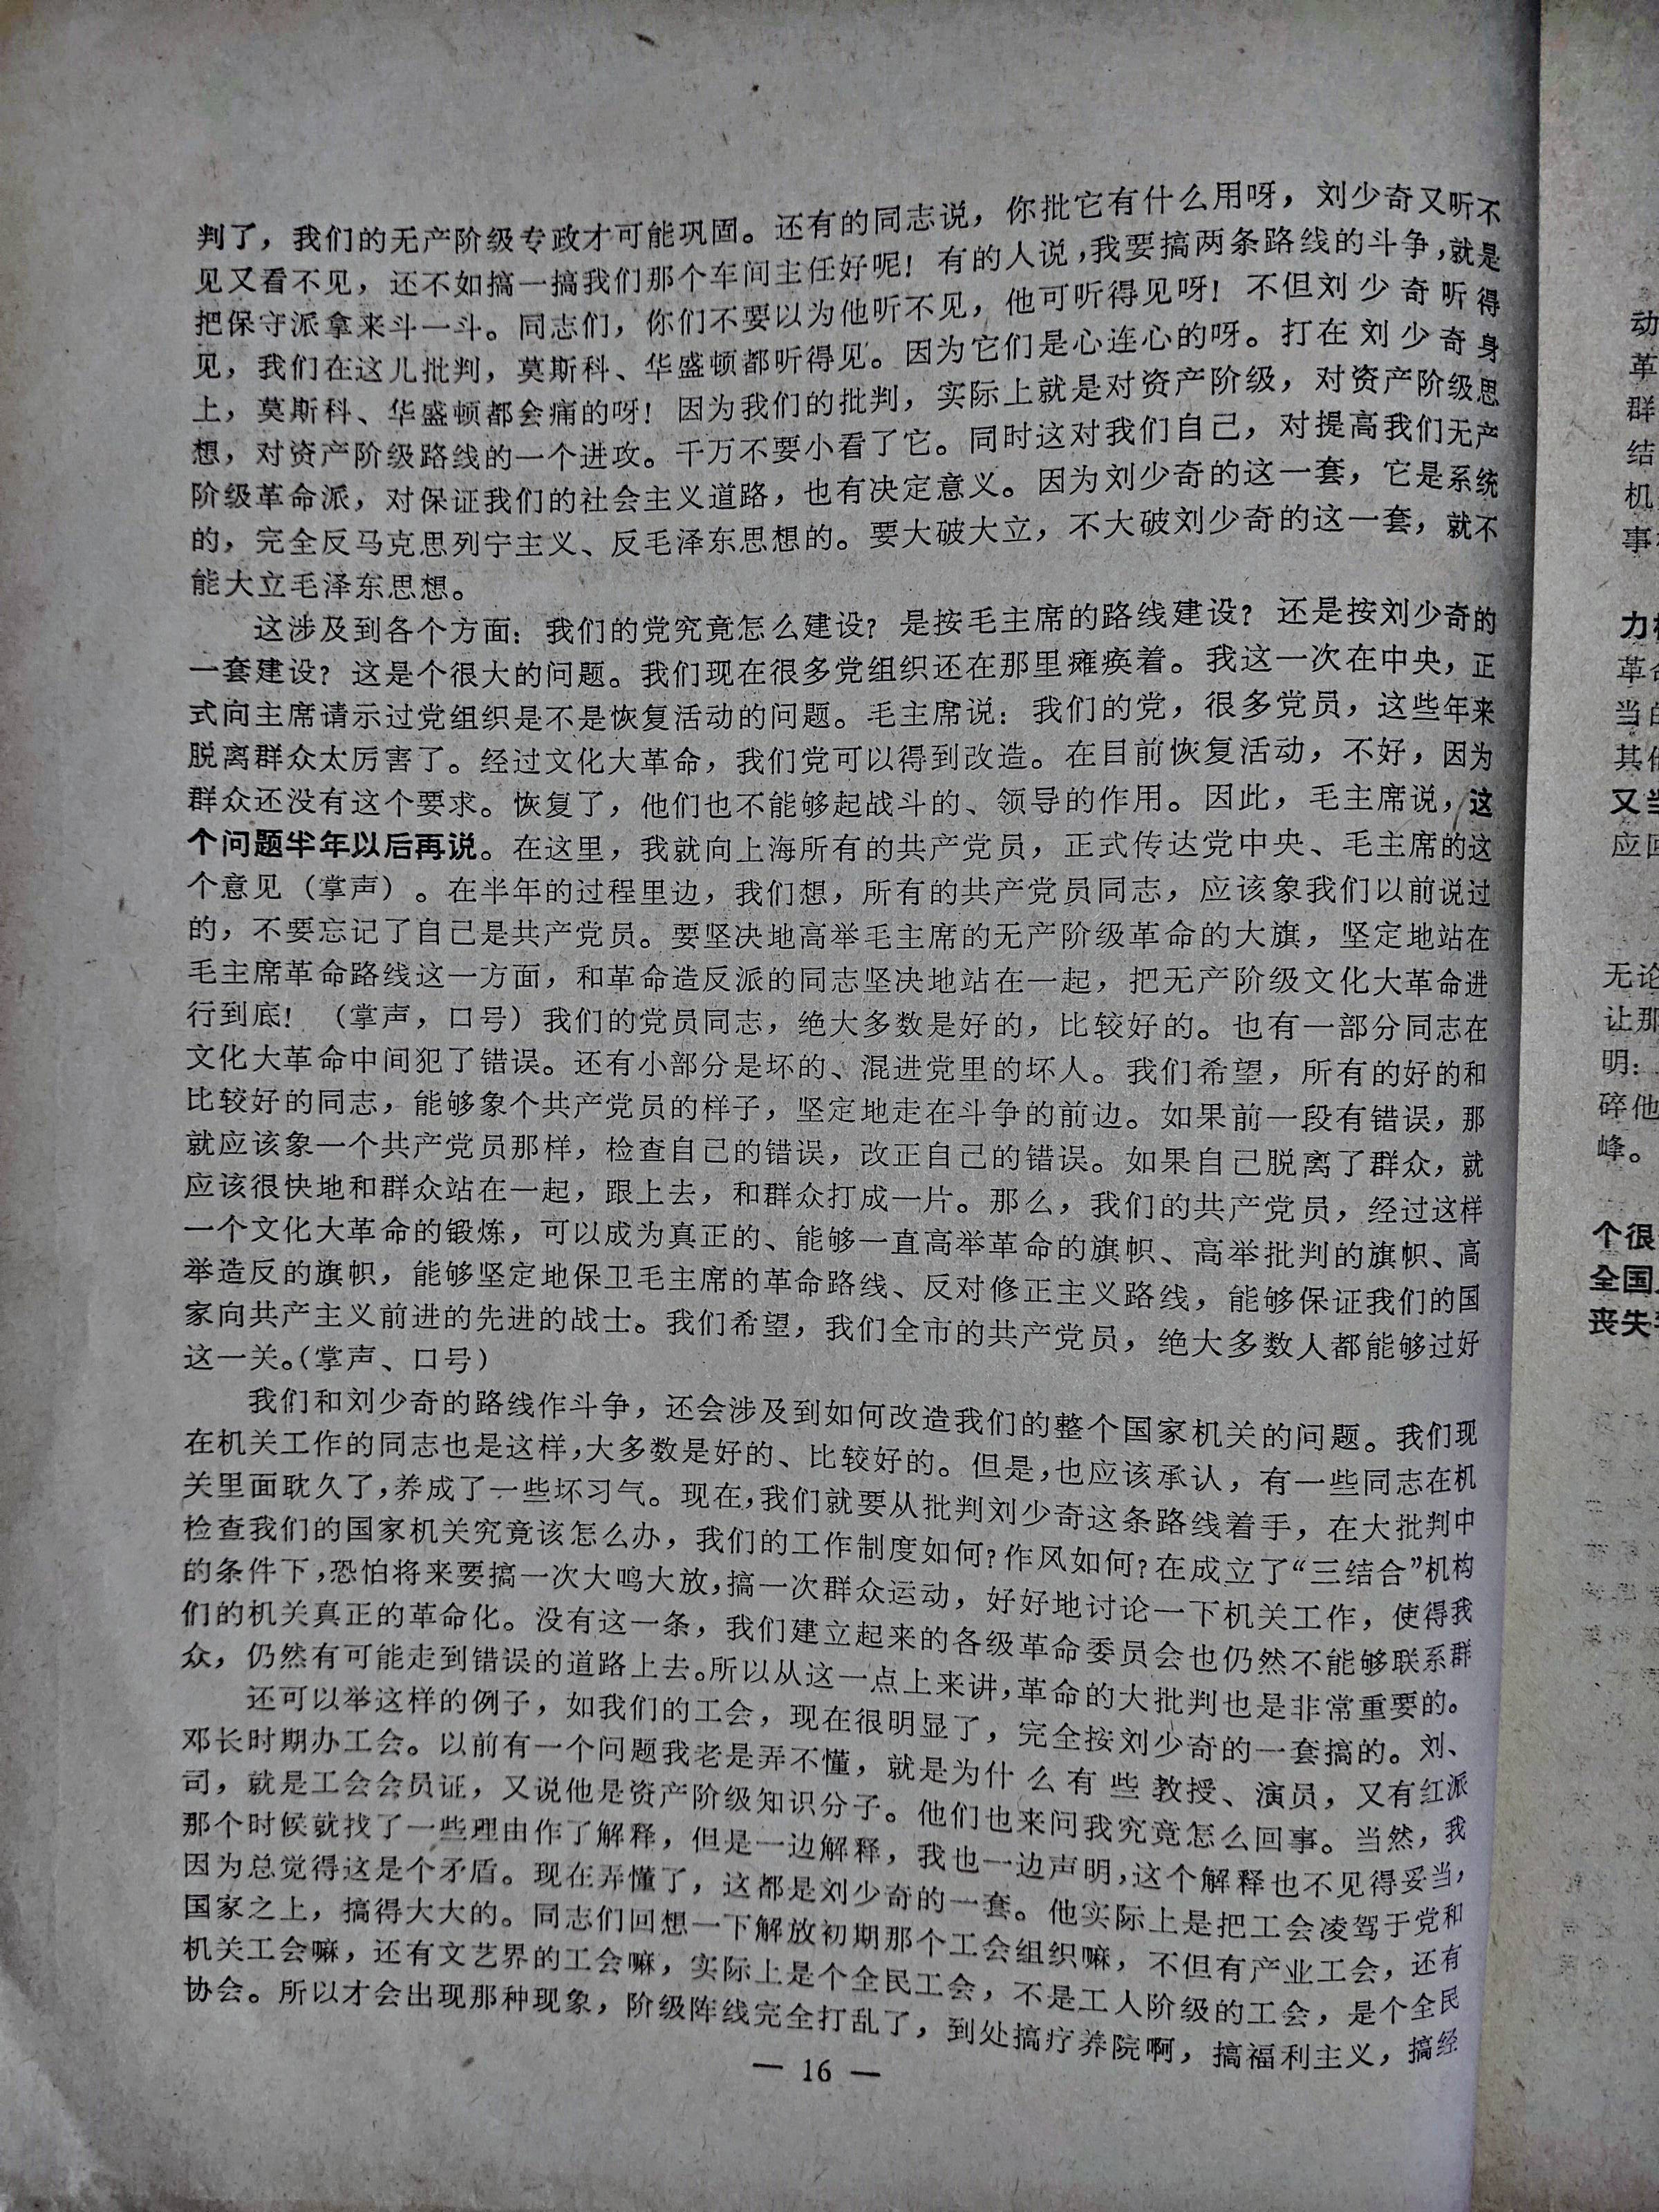 判了，我们的无产阶级专政才可能巩固。还有的同志说，你批它有什么用呀，刘少奇又听不
见又看不见，还不如搞一搞我们那个车间主任好呢！有的人说，我要搞两条路线的斗争，就是
把保守派拿来斗一斗。同志们，你们不要以为他听不见，他可听得见呀！不但刘少奇听得
见，我们在这儿批判，莫斯科、华盛顿都听得见。因为它们是心连心的呀。打在刘少奇身
上，莫斯科、华盛顿都会痛的呀！因为我们的批判，实际上就是对资产阶级，对资产阶级思
想，对资产阶级路线的一个进攻。千万不要小看了它。同时这对我们自己，对提高我们无产
阶级革命派，对保证我们的社会主义道路，也有决定意义。因为刘少奇的这一套，它是系统
的，完全反马克思列宁主义、反毛泽东思想的。要大破大立，不大破刘少奇的这一套，就不
能大立毛泽东思想。
这涉及到各个方面：我们的党究竟怎么建设？是按毛主席的路线建设？还是按刘少奇的
一套建设？这是个很大的问题。我们现在很多党组织还在那里瘫痪着。我这一次在中央，正
式向主席请示过党组织是不是恢复活动的问题。毛主席说：我们的党，很多党员，这些年来
脱离群众太厉害了。经过文化大革命，我们党可以得到改造。在目前恢复活动，不好，因为
群众还没有这个要求。恢复了，他们也不能够起战斗的、领导的作用。因此，毛主席说，这
个问题半年以后再说。在这里，我就向上海所有的共产党员，正式传达党中央、毛主席的这
个意见（掌声）。在半年的过程里边，我们想，所有的共产党员同志，应该象我们以前说过
的，不要忘记了自己是共产党员。要坚决地高举毛主席的无产阶级革命的大旗，坚定地站在
毛主席革命路线这一方面，和革命造反派的同志坚决地站在一起，把无产阶级文化大革命进
行到底！（掌声，口号）我们的党员同志，绝大多数是好的，比较好的。也有一部分同志在
文化大革命中间犯了错误。还有小部分是坏的、混进党里的坏人。我们希望，所有的好的和
比较好的同志，能够象个共产党员的样子，坚定地走在斗争的前边。如果前一段有错误，那
就应该象一个共产党员那样，检查自己的错误，改正自己的错误。如果自己脱离了群众，就
应该很快地和群众站在一起，跟上去，和群众打成一片。那么，我们的共产党员，经过这样
一个文化大革命的锻炼，可以成为真正的、能够一直高举革命的旗帜、高举批判的旗帜、高
举造反的旗帜，能够坚定地保卫毛主席的革命路线、反对修正主义路线，能够保证我们的国
家向共产主义前进的先进的战士。我们希望，我们全市的共产党员，绝大多数人都能够过好
这一关。（掌声、口号）
我们和刘少奇的路线作斗争，还会涉及到如何改造我们的整个国家机关的问题。我们现
在机关工作的同志也是这样，大多数是好的、比较好的。但是，也应该承认，有一些同志在机
关里面耽久了，养成了一些坏习气。现在，我们就要从批判刘少奇这条路线着手，在大批判中
检查我们的国家机关究竟该怎么办，我们的工作制度如何？作风如何？在成立了“三结合”机构
的条件下，恐怕将来要搞一次大鸣大放，搞一次群众运动，好好地讨论一下机关工作，使得我
们的机关真正的革命化。没有这一条，我们建立起来的各级革命委员会也仍然不能够联系群
众，仍然有可能走到错误的道路上去。所以从这一点上来讲，革命的大批判也是非常重要的。
还可以举这样的例子，如我们的工会，现在很明显了，完全按刘少奇的一套搞的。刘、
邓长时期办工会。以前有一个问题我老是弄不懂，就是为什么有些教授、演员，又有红派
司，就是工会会员证，又说他是资产阶级知识分子。他们也来问我究竟怎么回事。当然，我
那个时候就找了一些理由作了解释，但是一边解释，我也一边声明，这个解释也不见得妥当，
因为总觉得这是个矛盾。现在弄懂了，这都是刘少奇的一套。他实际上是把工会凌驾于党和
国家之上，搞得大大的。同志们回想一下解放初期那个工会组织嘛，不但有产业工会，还有
机关工会嘛，还有文艺界的工会嘛，实际上是个全民工会，不是工人阶级的工会，是个全民
协会。所以才会出现那种现象，阶级阵线完全打乱了，到处搞疗养院啊，搞福利主义，搞经
— 16 —
动
革
群
结
机
事
力
革
当
其
又
应
无论
让那
明：
碎他
峰。
个很
全国
丧失